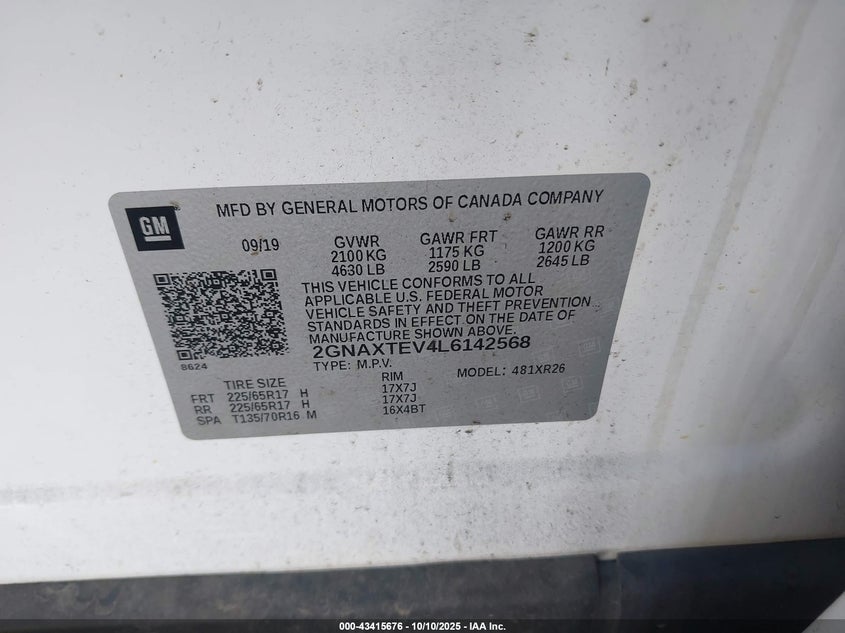 GM
MFD BY GENERAL MOTORS OF CANADA COMPANY
09/19 GVWR GAWR FRT GAWR RR
2100 KG 1175 KG 1200 KG
4630 LB 2590 LB 2645 LB
THIS VEHICLE CONFORMS TO ALL
APPLICABLE U.S. FEDERAL MOTOR
VEHICLE SAFETY AND THEFT PREVENTION
STANDARDS IN EFFECT ON THE DATE OF
MANUFACTURE SHOWN ABOVE.
2GNAXTEV4L6142568
8624 TYPE: M.P.V. MODEL: 481XR26
TIRE SIZE RIM
FRT 225/65R17 H 17X7J
RR 225/65R17 H 17X7J
SPA T135/70R16 M 16X4BT
000-43415676 - 10/10/2025 - IAA Inc.